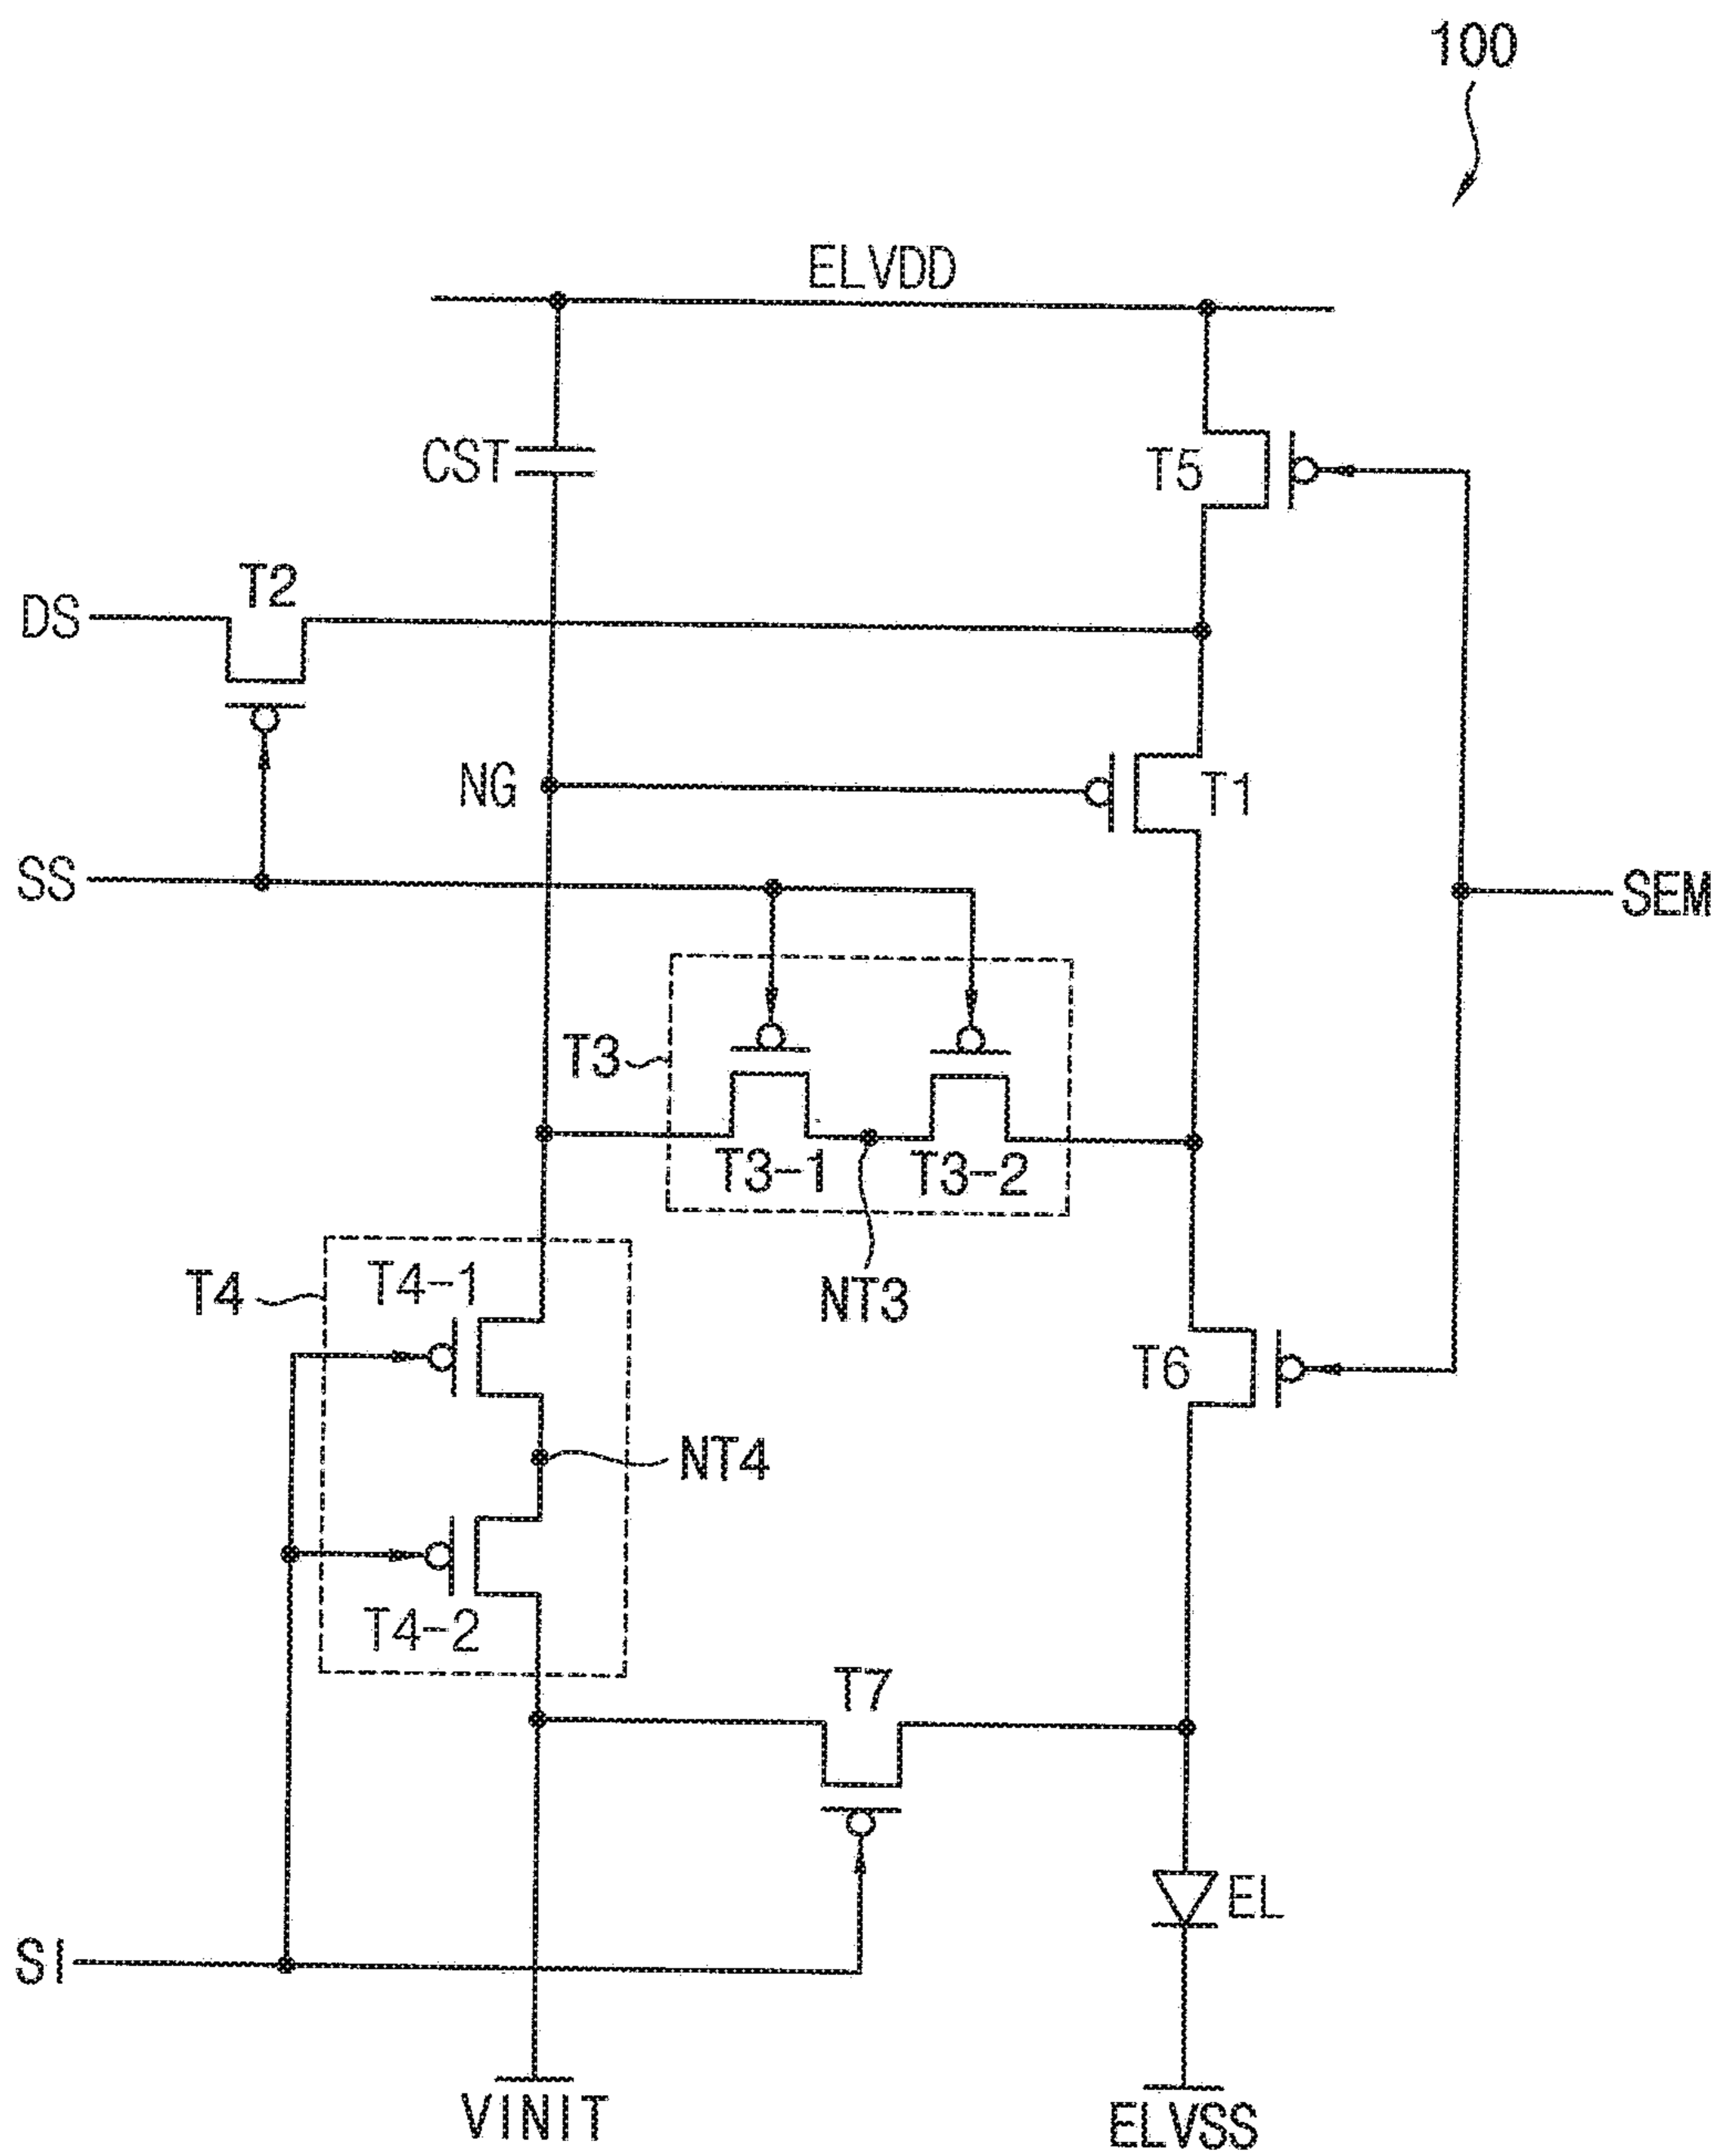 100
ELVDD
CST
T5
T2
DS
NG
T1
SS
SEM
T3
T3-1
T3-2
T4
T4-1
NT3
T6
NT4
T4-2
T7
EL
SI
VINIT
ELVSS